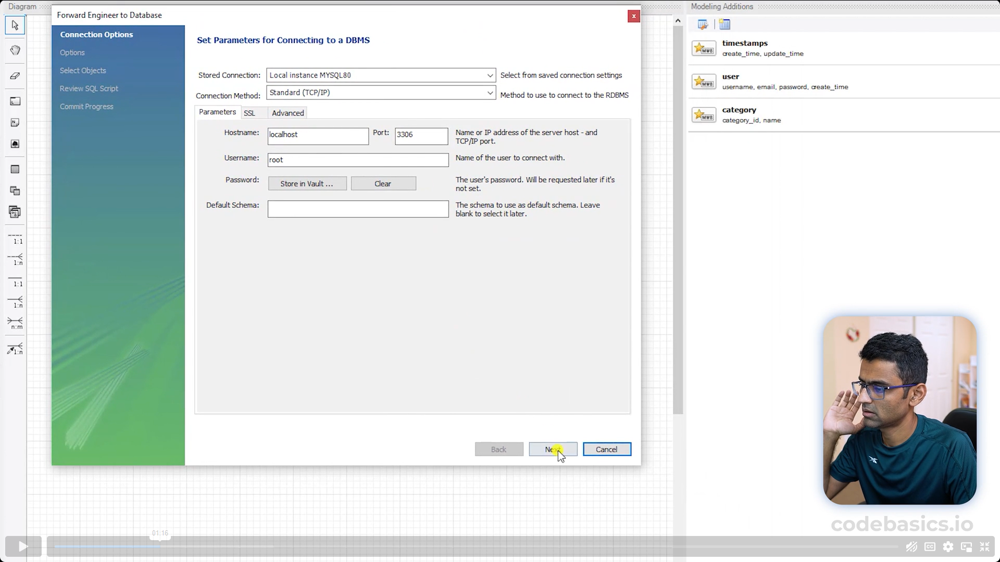 Diagram
Forward Engineer to Database
x
Connection Options
Options
Select Objects
Review SQL Script
Commit Progress
Set Parameters for Connecting to a DBMS
Stored Connection:
Local instance MYSQL80
Select from saved connection settings
Connection Method:
Standard (TCP/IP)
Method to use to connect to the RDBMS
Parameters
SSL
Advanced
Hostname:
localhost
Port:
3306
Name or IP address of the server host - and
TCP/IP port.
Username:
root
Name of the user to connect with.
Password:
Store in Vault ...
Clear
The user's password. Will be requested later if it's
not set.
Default Schema:
The schema to use as default schema. Leave
blank to select it later.
Back
Next
Cancel
1:1
1:n
1:1
1:n
n:m
1:n
Modeling Additions
MWB
timestamps
create_time, update_time
MWB
user
username, email, password, create_time
MWB
category
category_id, name
codebasics.io
01:16
CC